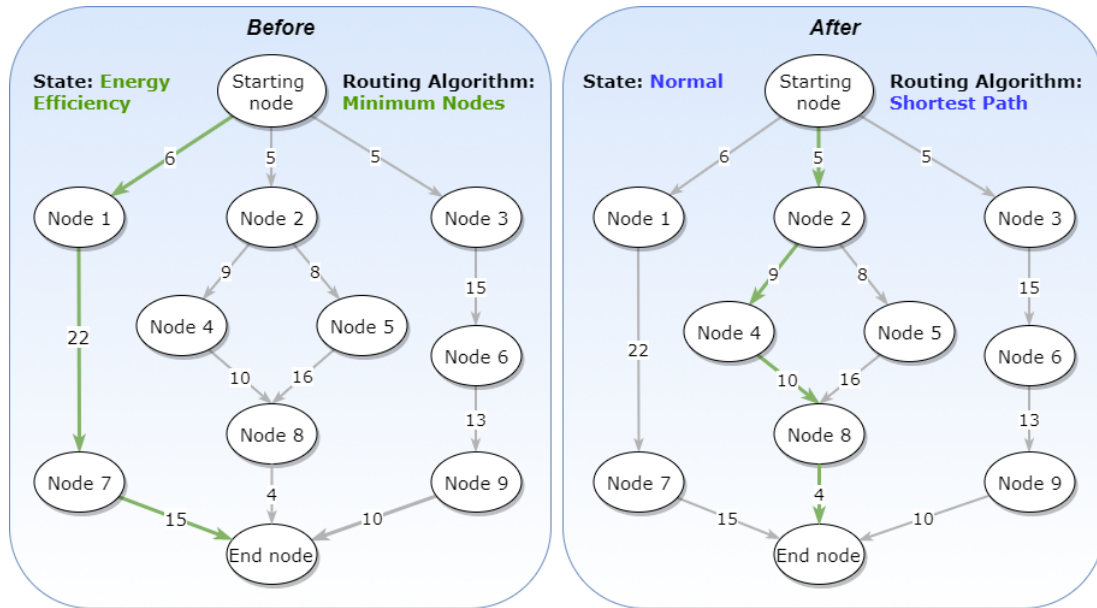 Before
State: Energy
Efficiency
Starting
node
Routing Algorithm:
Minimum Nodes
6
5
5
Node 1
Node 2
Node 3
9
8
15
Node 4
Node 5
22
Node 6
10
16
13
Node 8
Node 7
Node 9
4
15
10
End node
After
State: Normal
Starting
node
Routing Algorithm:
Shortest Path
6
5
5
Node 1
Node 2
Node 3
9
8
15
Node 4
Node 5
22
Node 6
10
16
13
Node 8
Node 7
Node 9
4
15
10
End node